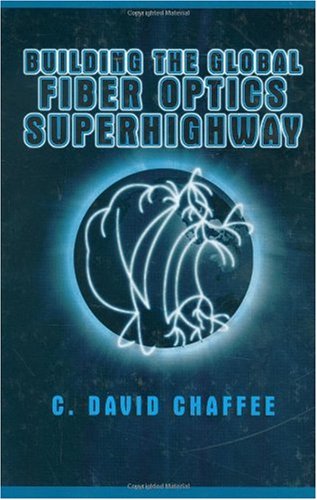 BUILDING THE GLOBAL
FIBER OPTICS
SUPERHIGHWAY
C. DAVID CHAFFEE